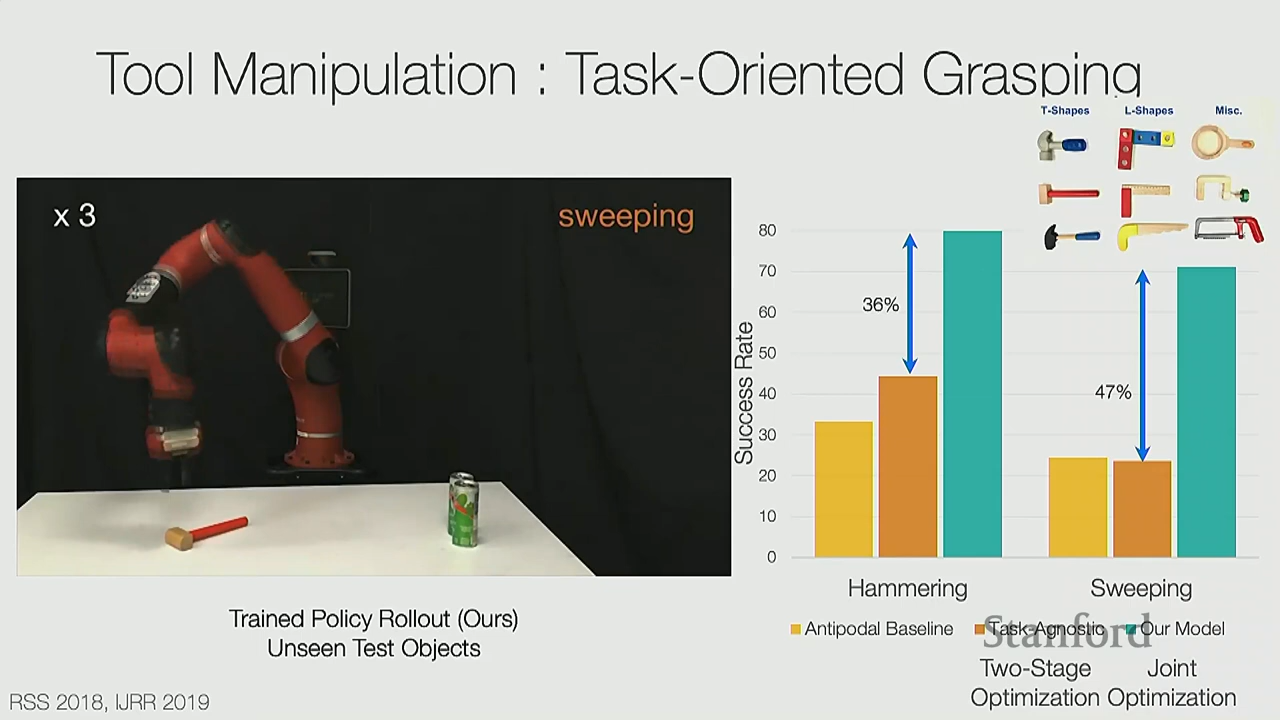 Tool Manipulation : Task-Oriented Grasping
T-Shapes L-Shapes Misc.
x 3
sweeping
80
70
60
50
40
30
20
10
0
Success Rate
36%
47%
Hammering
Sweeping
Antipodal Baseline
Task-Agnostic
Our Model
Stanford
Two-Stage
Optimization
Joint
Optimization
Trained Policy Rollout (Ours)
Unseen Test Objects
RSS 2018, IJRR 2019